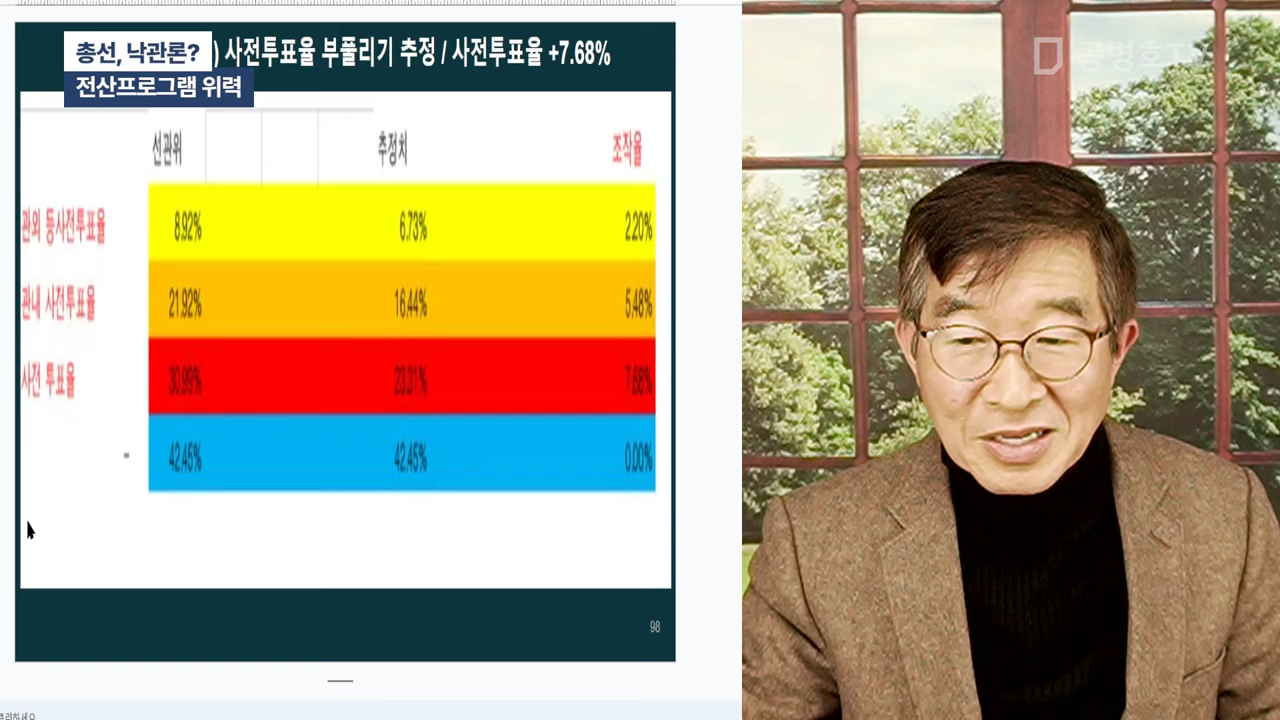 총선, 낙관론?
전산프로그램 위력
) 사전투표율 부풀리기 추정 / 사전투표율 +7.68%
공병호T
선관위 추정치 조작율
관외 등사전투표율 8.92% 6.73% 2.20%
관내 사전투표율 21.92% 16.44% 5.48%
사전 투표율 30.99% 23.31% 7.68%
- 42.45% 42.45% 0.00%
98